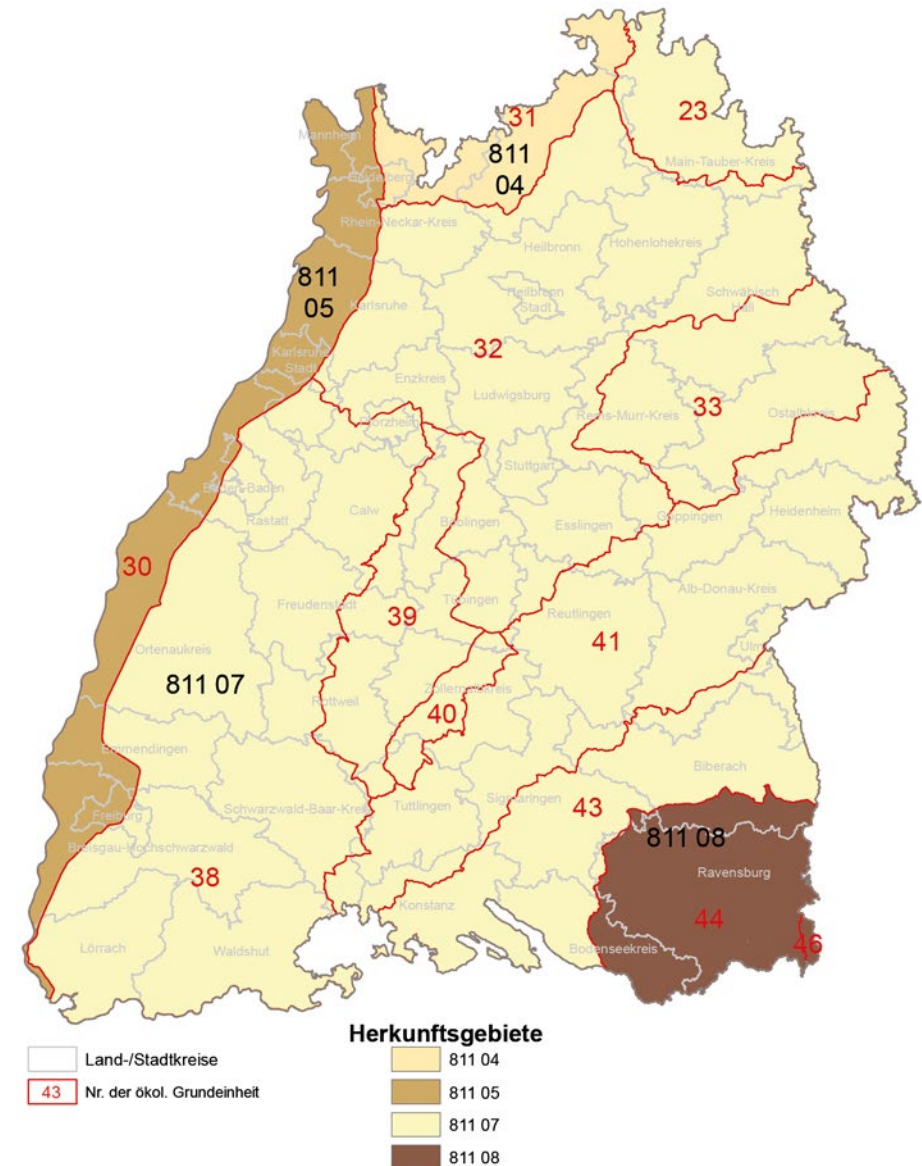 31
23
811
04
Mannheim
Main-Tauber-Kreis
Heidelberg
Rhein-Neckar-Kreis
Heilbronn
Hohenlohekreis
811
05
Karlsruhe
Heilbronn
Stadt
Schwäbisch
Hall
32
Karlsruhe
Stadt
Enzkreis
Ludwigsburg
Rems-Murr-Kreis
33
Ostalbkreis
Pforzheim
Stuttgart
Baden-Baden
Rastatt
Calw
Böblingen
Esslingen
Göppingen
Heidenheim
30
Freudenstadt
39
Tübingen
Reutlingen
41
Alb-Donau-Kreis
Ulm
Ortenaukreis
811 07
Rottweil
Zollernalbkreis
40
Emmendingen
Biberach
Freiburg
Schwarzwald-Baar-Kreis
Tuttlingen
Sigmaringen
43
Breisgau-Hochschwarzwald
38
811 08
Ravensburg
Konstanz
44
46
Lörrach
Waldshut
Bodenseekreis
Herkunftsgebiete
Land-/Stadtkreise
43 Nr. der ökol. Grundeinheit
811 04
811 05
811 07
811 08